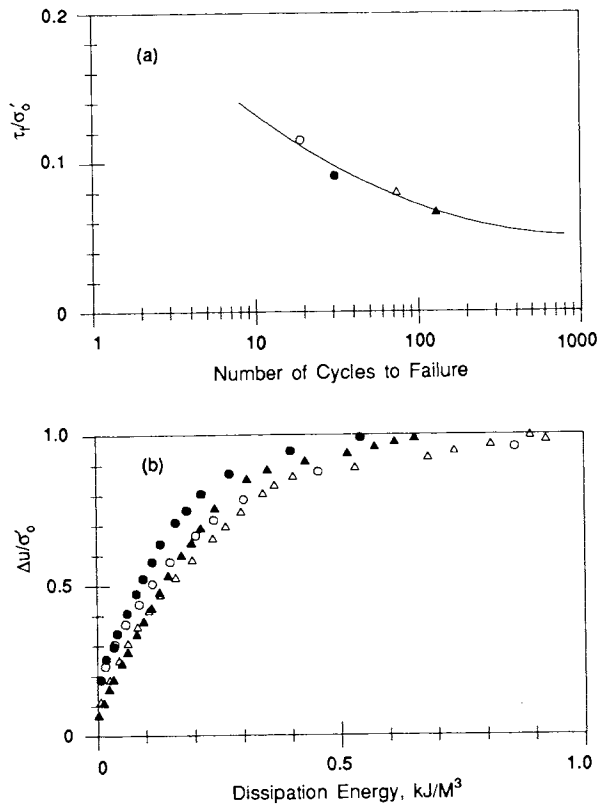 0.2
(a)
τf/σ'o
0.1
0
1 10 100 1000
Number of Cycles to Failure
1.0
(b)
Δu/σ'o
0.5
0
0 0.5 1.0
Dissipation Energy, kJ/M³